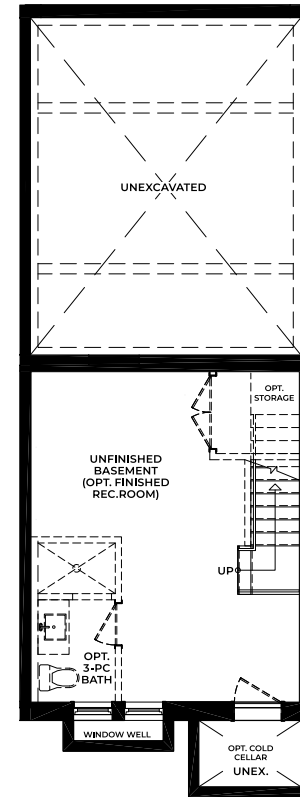 UNEXCAVATED
OPT.
STORAGE
UNFINISHED
BASEMENT
(OPT. FINISHED
REC.ROOM)
UP
OPT.
3-PC
BATH
WINDOW WELL
OPT. COLD
CELLAR
UNEX.